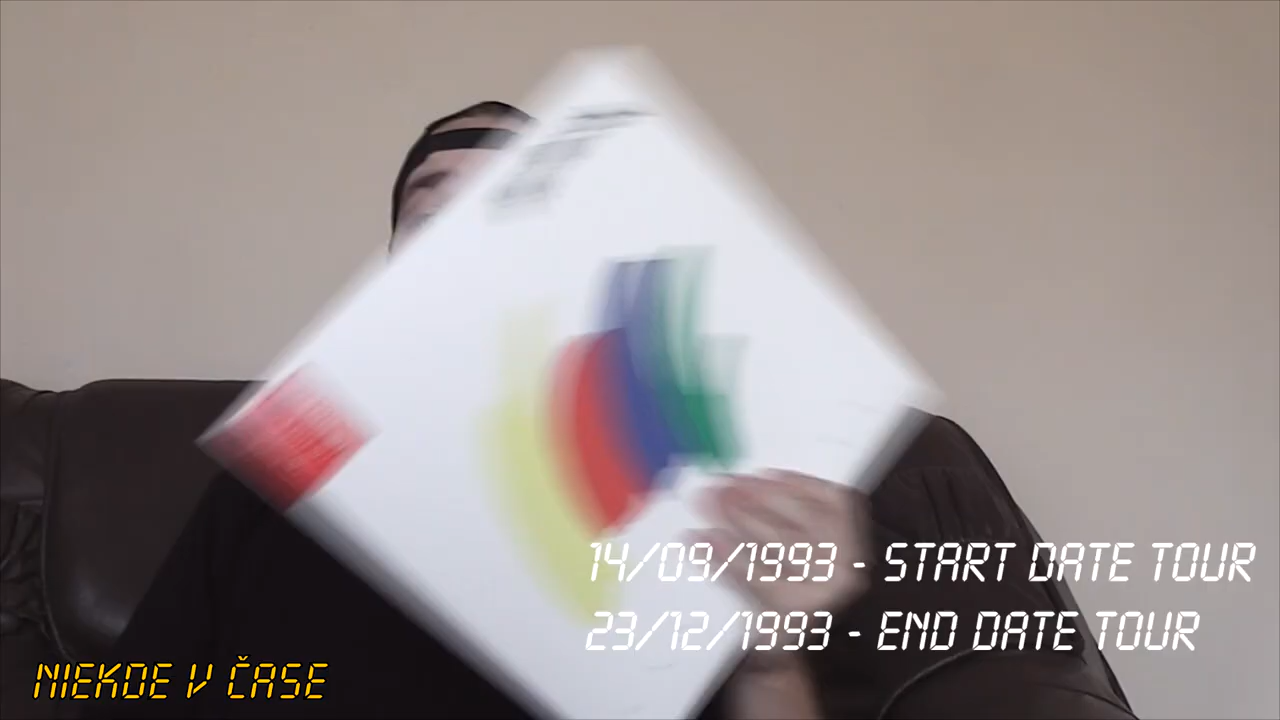 14/09/1993 - START DATE TOUR
23/12/1993 - END DATE TOUR
NIEKDE V ČASE